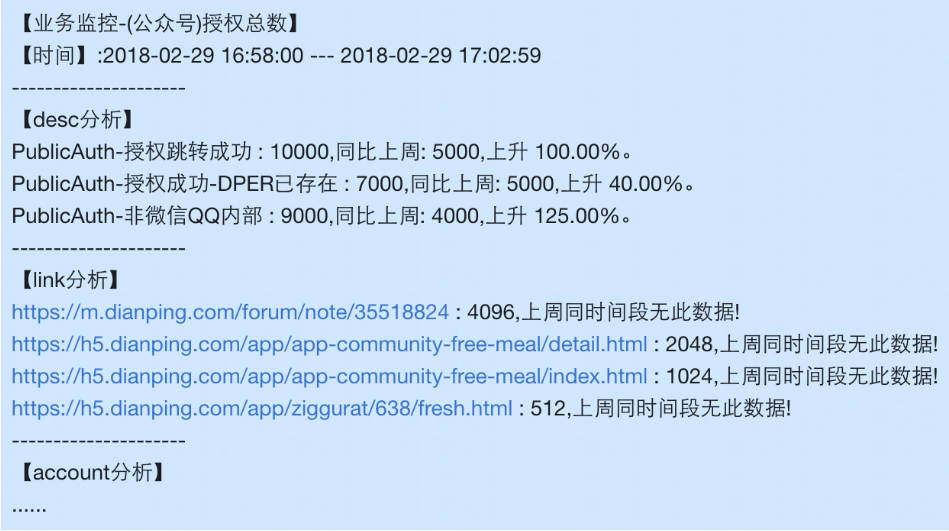 【业务监控-(公众号)授权总数】
【时间】:2018-02-29 16:58:00 --- 2018-02-29 17:02:59
---------------------
【desc分析】
PublicAuth-授权跳转成功 : 10000,同比上周: 5000,上升 100.00%。
PublicAuth-授权成功-DPER已存在 : 7000,同比上周: 5000,上升 40.00%。
PublicAuth-非微信QQ内部 : 9000,同比上周: 4000,上升 125.00%。
---------------------
【link分析】
https://m.dianping.com/forum/note/35518824 : 4096,上周同时间段无此数据!
https://h5.dianping.com/app/app-community-free-meal/detail.html : 2048,上周同时间段无此数据!
https://h5.dianping.com/app/app-community-free-meal/index.html : 1024,上周同时间段无此数据!
https://h5.dianping.com/app/ziggurat/638/fresh.html : 512,上周同时间段无此数据!
---------------------
【account分析】
......